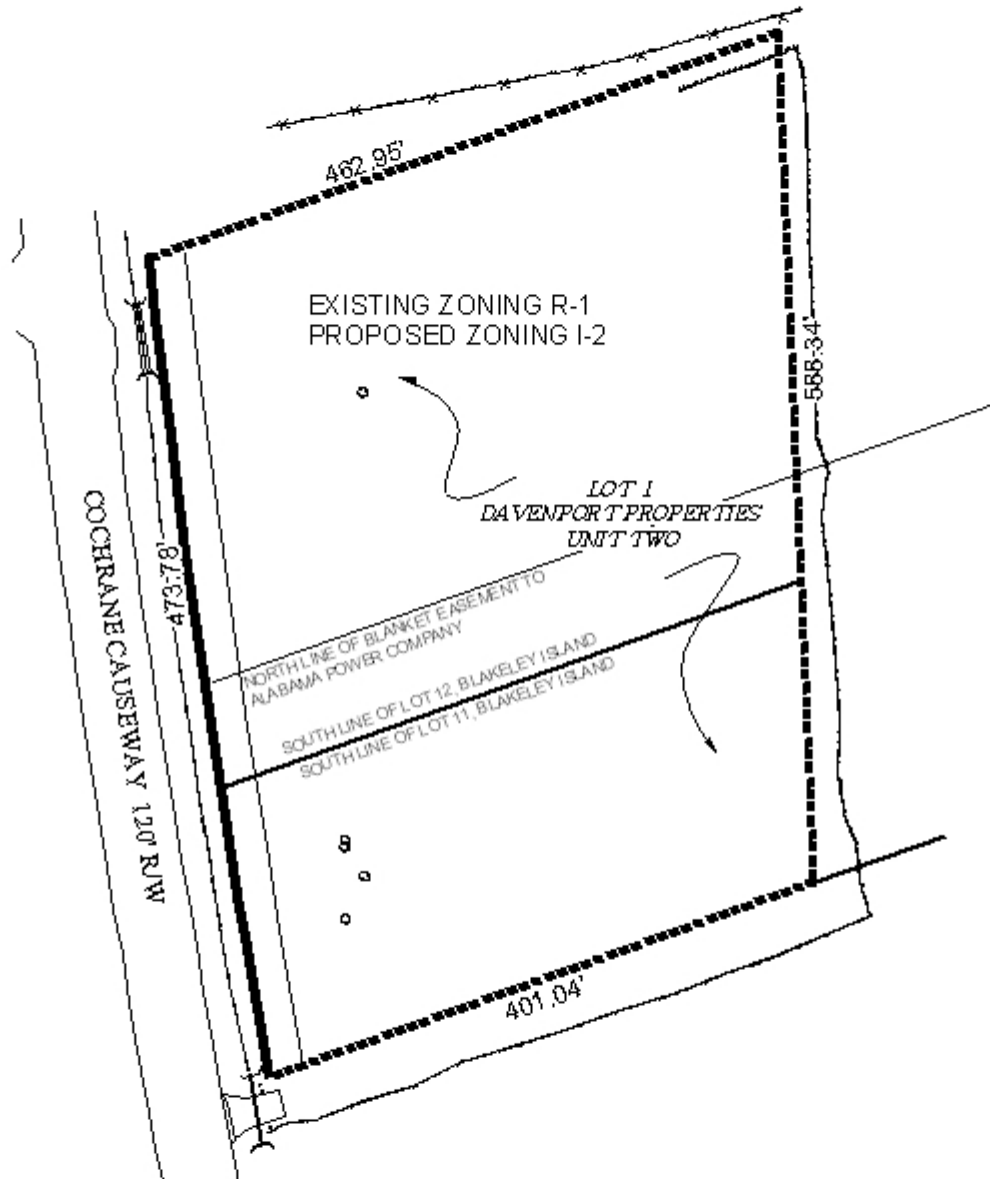 462.95'
EXISTING ZONING R-1
PROPOSED ZONING I-2
588.34'
LOT 1
DAVENPORT PROPERTIES
UNIT TWO
COCHRANE CAUSEWAY 120' R/W
473.78'
NORTH LINE OF BLANKET EASEMENT TO
ALABAMA POWER COMPANY
SOUTH LINE OF LOT 12, BLAKELEY ISLAND
SOUTH LINE OF LOT 11, BLAKELEY ISLAND
401.04'